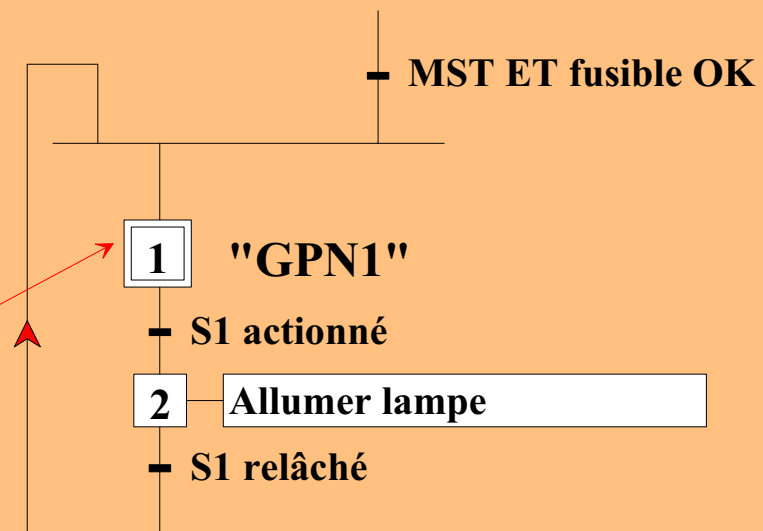 MST ET fusible OK
1 "GPN1"
S1 actionné
2 Allumer lampe
S1 relâché